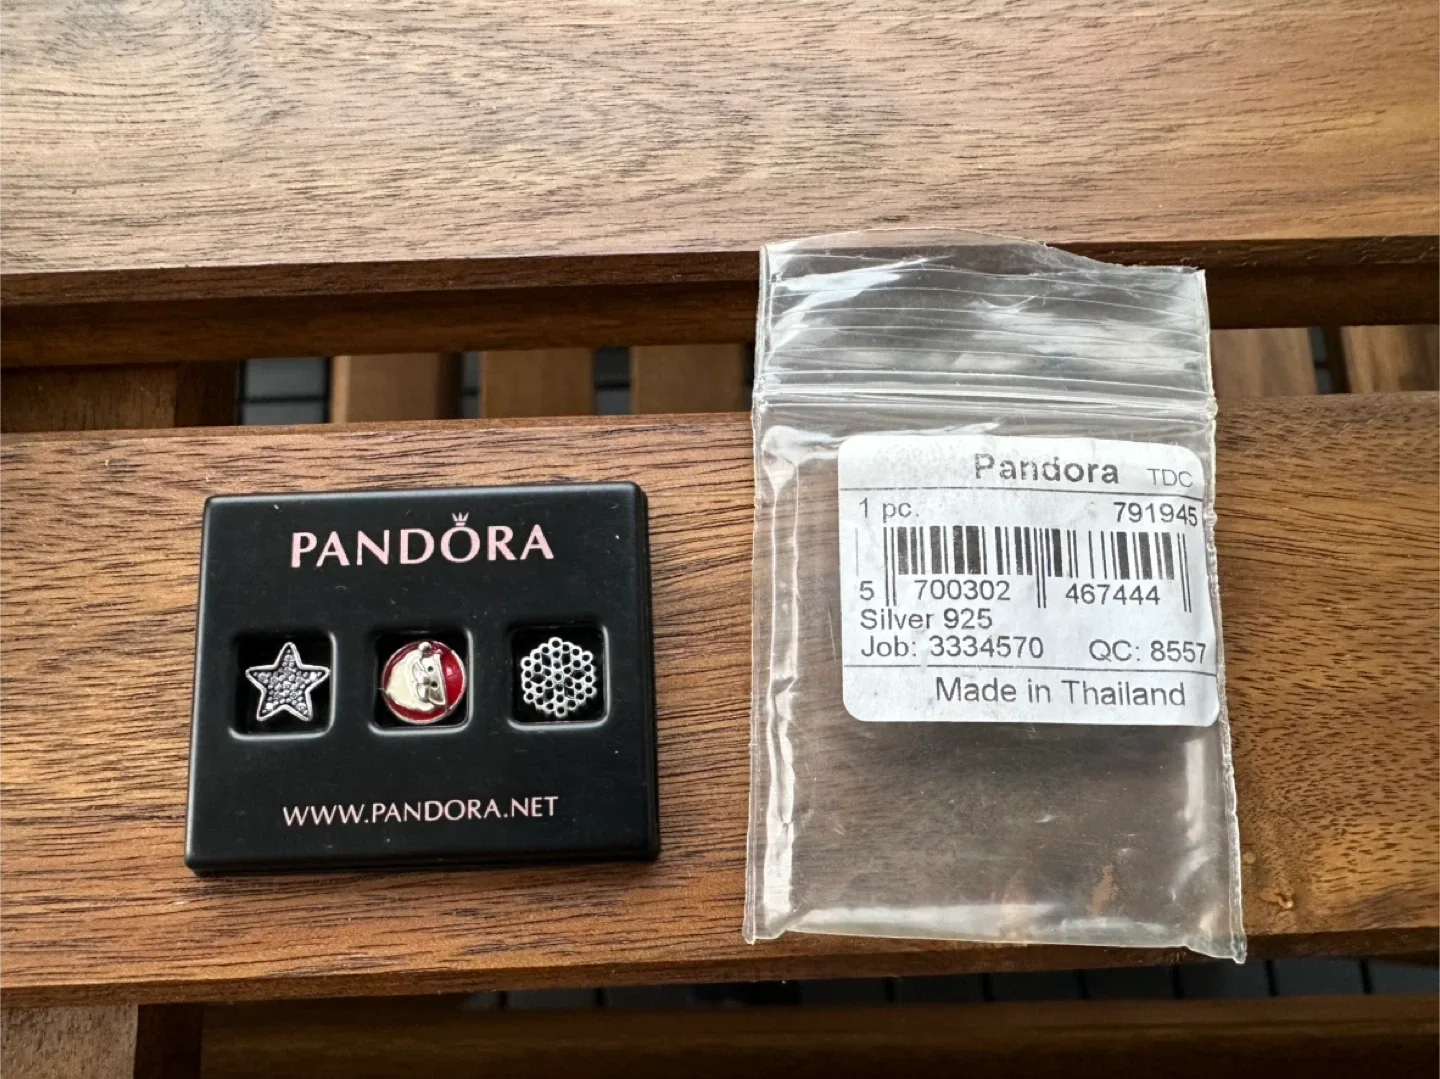 PANDORA
WWW.PANDORA.NET
Pandora TDC
1 pc. 791945
5 700302 467444
Silver 925
Job: 3334570 QC: 8557
Made in Thailand